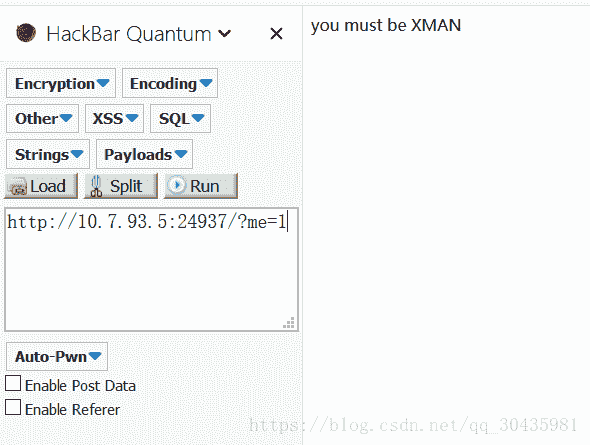 HackBar Quantum
you must be XMAN
Encryption
Encoding
Other
XSS
SQL
Strings
Payloads
Load
Split
Run
http://10.7.93.5:24937/?me=1
Auto-Pwn
Enable Post Data
Enable Referer
https://blog.csdn.net/qq_30435981